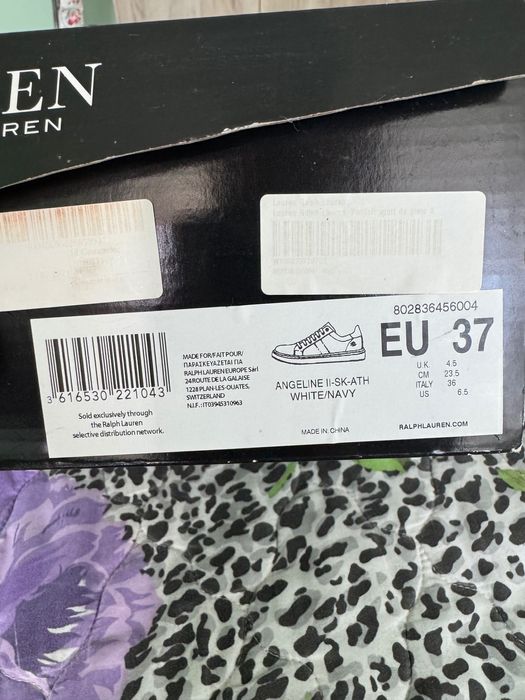 EN
REN
802836456004
EU 37
U.K. 4.5
CM 23.5
ITALY 36
US 6.5
MADE FOR/FAIT POUR/
ΠΑΡΑΣΚΕΥΑΖΕΤΑΙ ΓΙΑ
RALPH LAUREN EUROPE Sàrl
24 ROUTE DE LA GALAISE
1228 PLAN-LES-OUATES,
SWITZERLAND
N.I.F.: IT03945310963
ANGELINE II-SK-ATH
WHITE/NAVY
3 616530 221043
Sold exclusively through
the Ralph Lauren
selective distribution network.
MADE IN CHINA
RALPHLAUREN.COM